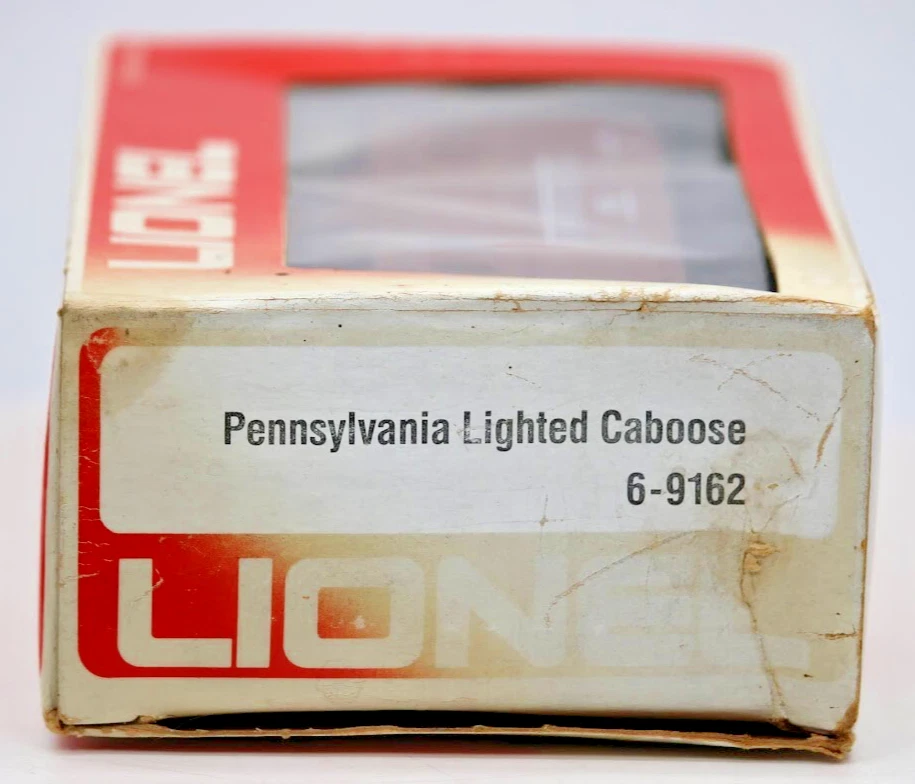 LIONEL
Pennsylvania Lighted Caboose
6-9162
LIONEL